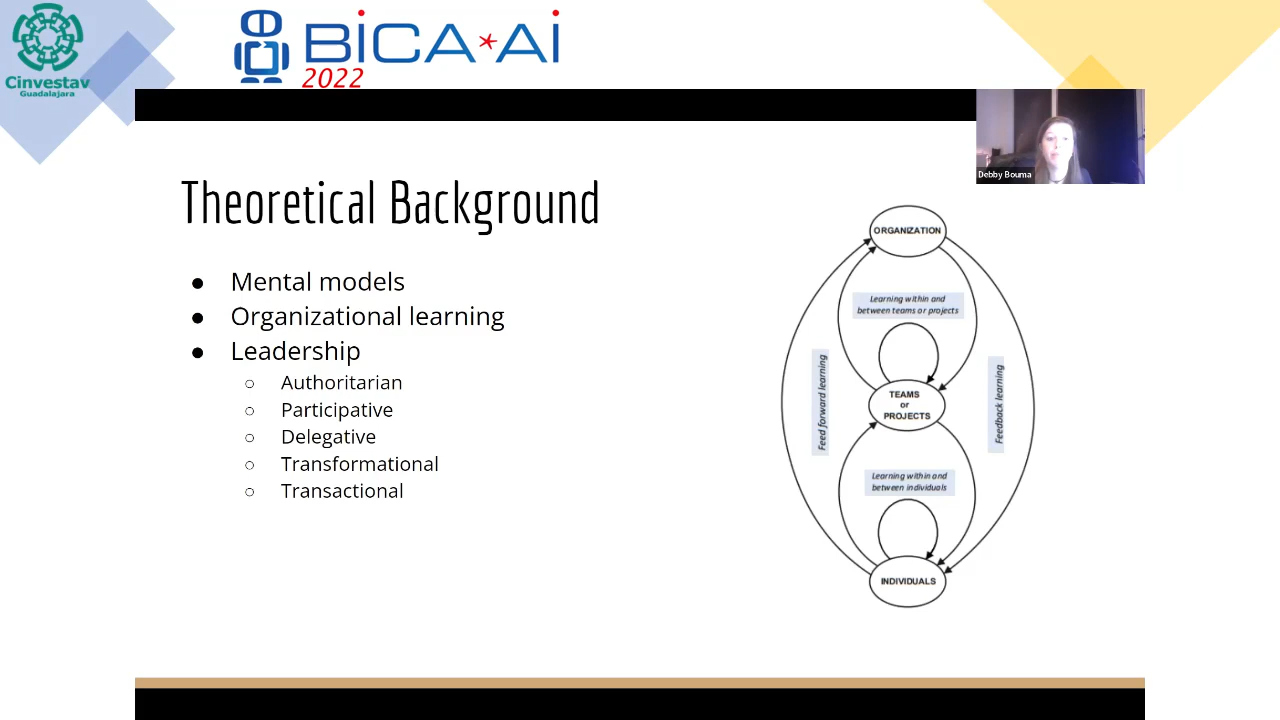 Cinvestav
Guadalajara
BiCA*Ai
2022
Debby Bouma
Theoretical Background
● Mental models
● Organizational learning
● Leadership
○ Authoritarian
○ Participative
○ Delegative
○ Transformational
○ Transactional
ORGANIZATION
Learning within and
between teams or projects
Feed forward learning
Feedback learning
TEAMS
or
PROJECTS
Learning within and
between individuals
INDIVIDUALS